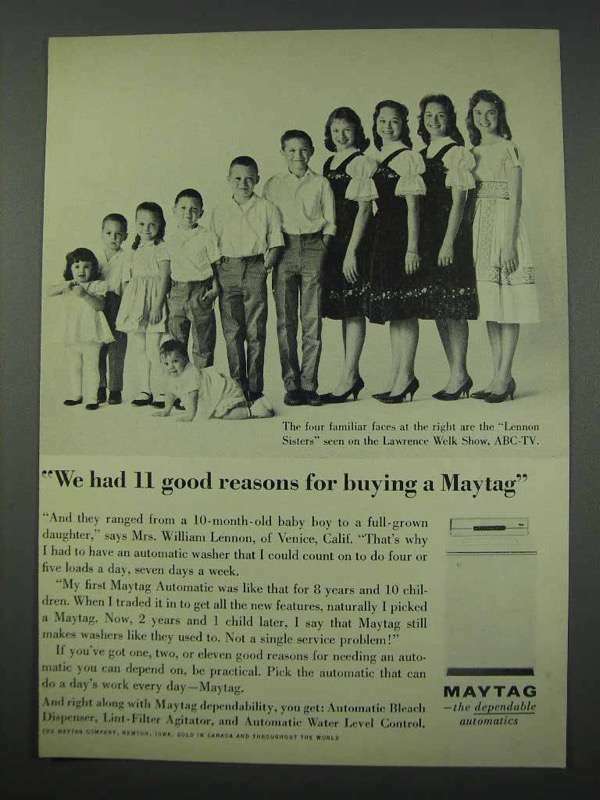 The four familiar faces at the right are the "Lennon
Sisters" seen on the Lawrence Welk Show, ABC-TV.
"We had 11 good reasons for buying a Maytag"
"And they ranged from a 10-month-old baby boy to a full-grown
daughter," says Mrs. William Lennon, of Venice, Calif. "That's why
I had to have an automatic washer that I could count on to do four or
five loads a day, seven days a week.
"My first Maytag Automatic was like that for 8 years and 10 chil-
dren. When I traded it in to get all the new features, naturally I picked
a Maytag. Now, 2 years and 1 child later, I say that Maytag still
makes washers like they used to. Not a single service problem!"
If you've got one, two, or eleven good reasons for needing an auto-
matic you can depend on, be practical. Pick the automatic that can
do a day's work every day—Maytag.
And right along with Maytag dependability, you get: Automatic Bleach
Dispenser, Lint-Filter Agitator, and Automatic Water Level Control.
THE MAYTAG COMPANY, NEWTON, IOWA. SOLD IN CANADA AND THROUGHOUT THE WORLD
MAYTAG
—the dependable
automatics